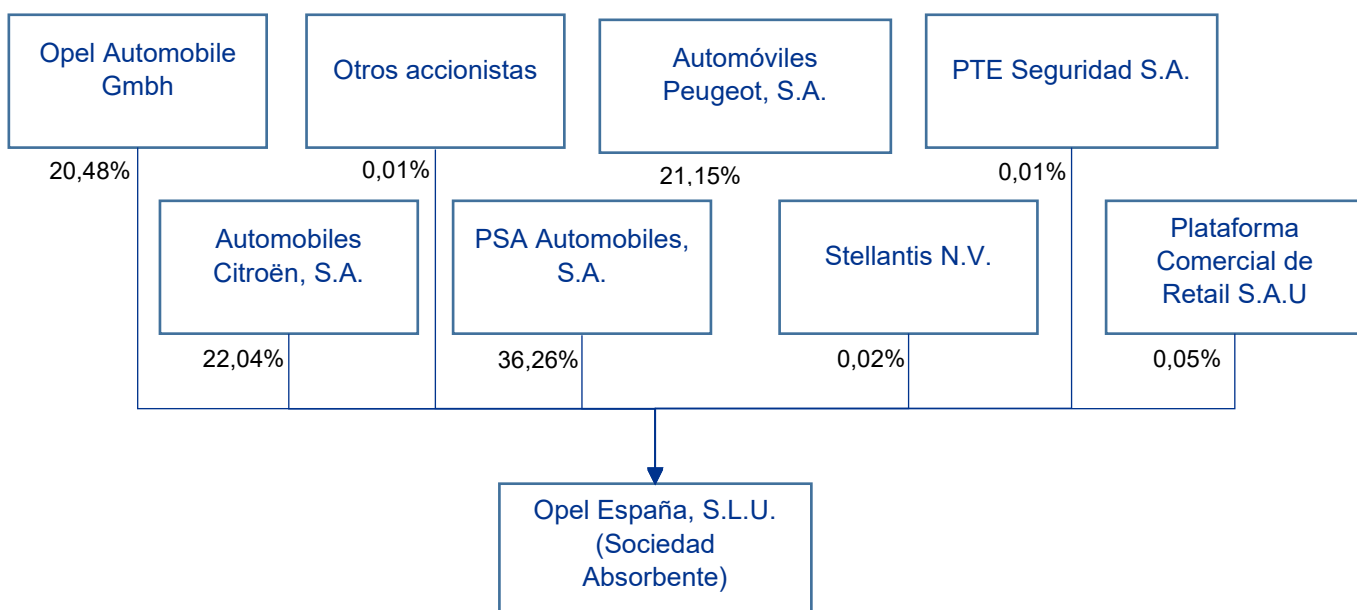 Opel Automobile
Gmbh
Otros accionistas
Automóviles
Peugeot, S.A.
PTE Seguridad S.A.
20,48%
0,01%
21,15%
0,01%
Automobiles
Citroën, S.A.
PSA Automobiles,
S.A.
Stellantis N.V.
Plataforma
Comercial de
Retail S.A.U
22,04%
36,26%
0,02%
0,05%
Opel España, S.L.U.
(Sociedad
Absorbente)